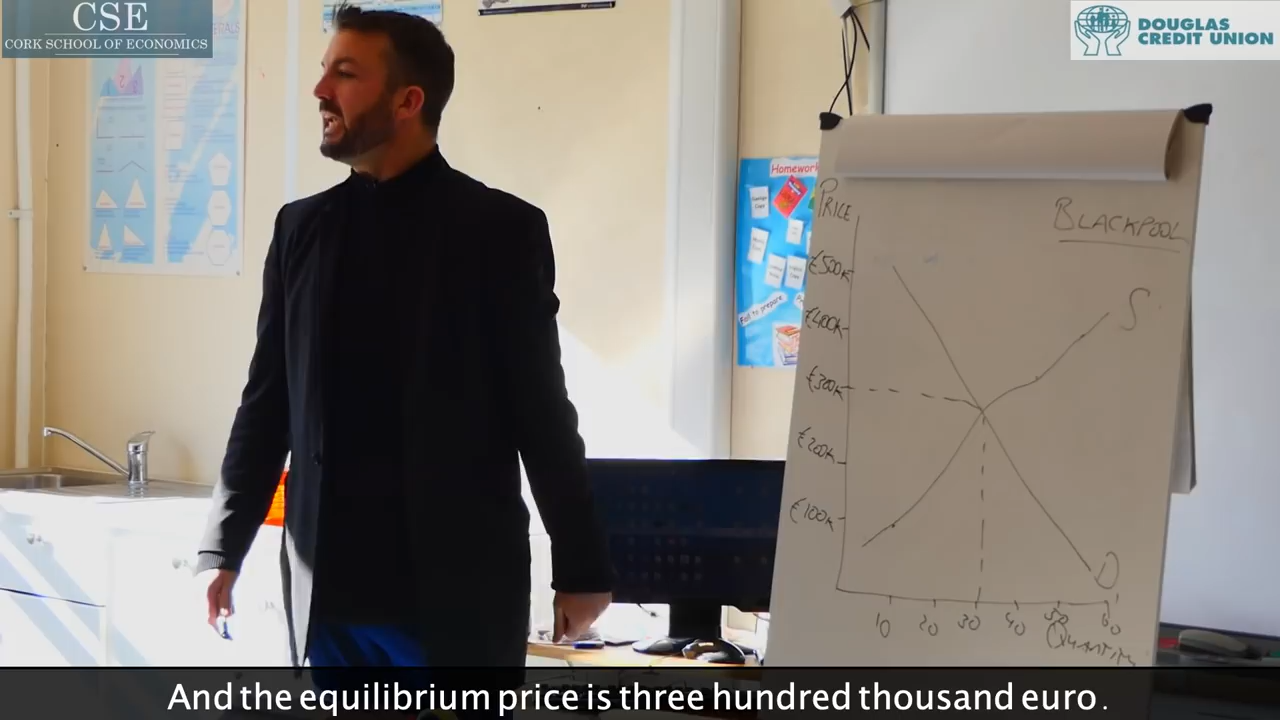 CSE
CORK SCHOOL OF ECONOMICS
DOUGLAS
CREDIT UNION
Homework
Fail to prepare
PRICE
BLACKPOOL
€500K
€400K
€300K
€200K
€100K
S
D
10 20 30 40 50 60
QUANTITY
And the equilibrium price is three hundred thousand euro.